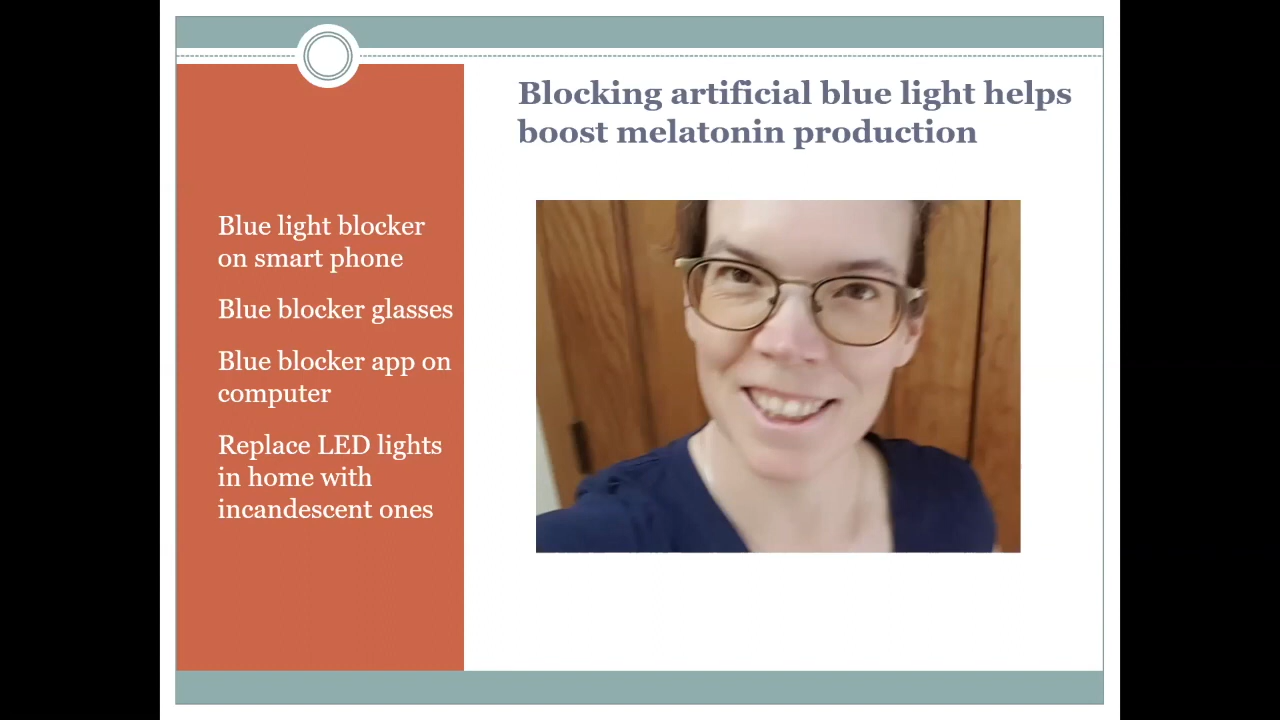 Blocking artificial blue light helps
boost melatonin production
Blue light blocker
on smart phone
Blue blocker glasses
Blue blocker app on
computer
Replace LED lights
in home with
incandescent ones